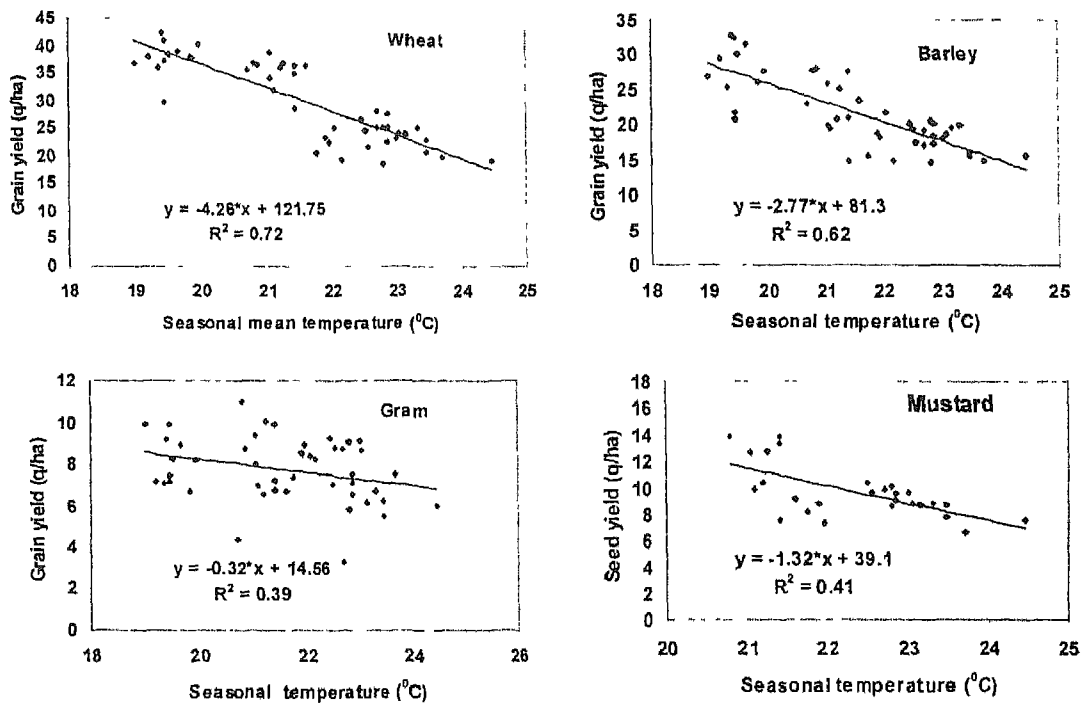 Wheat
Grain yield (q/ha)
45
40
35
30
25
20
15
10
5
0
y = -4.26*x + 121.75
R² = 0.72
18 19 20 21 22 23 24 25
Seasonal mean temperature (⁰C)
Barley
Grain yield (q/ha)
35
30
25
20
15
10
5
0
y = -2.77*x + 81.3
R² = 0.62
18 19 20 21 22 23 24 25
Seasonal temperature (⁰C)
Gram
Grain yield (q/ha)
12
10
8
6
4
2
0
y = -0.32*x + 14.56
R² = 0.39
18 20 22 24 26
Seasonal temperature (⁰C)
Mustard
Seed yield (q/ha)
18
16
14
12
10
8
6
4
2
0
y = -1.32*x + 39.1
R² = 0.41
20 21 22 23 24 25
Seasonal temperature (⁰C)